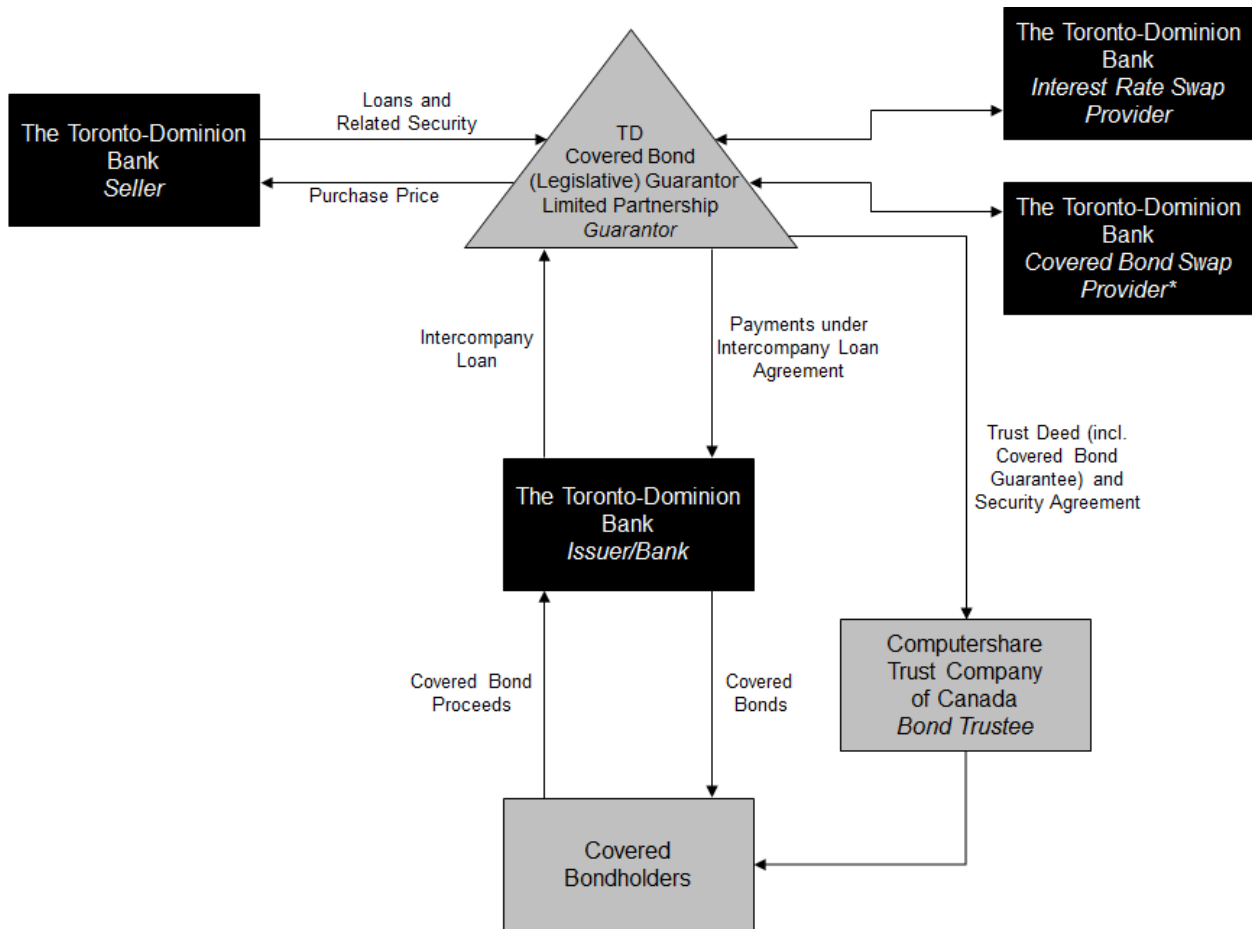 The Toronto-Dominion
Bank
Interest Rate Swap
Provider
Loans and
Related Security
The Toronto-Dominion
Bank
Seller
TD
Covered Bond
(Legislative) Guarantor
Limited Partnership
Guarantor
Purchase Price
The Toronto-Dominion
Bank
Covered Bond Swap
Provider*
Intercompany
Loan
Payments under
Intercompany Loan
Agreement
Trust Deed (incl.
Covered Bond
Guarantee) and
Security Agreement
The Toronto-Dominion
Bank
Issuer/Bank
Computershare
Trust Company
of Canada
Bond Trustee
Covered Bond
Proceeds
Covered
Bonds
Covered
Bondholders